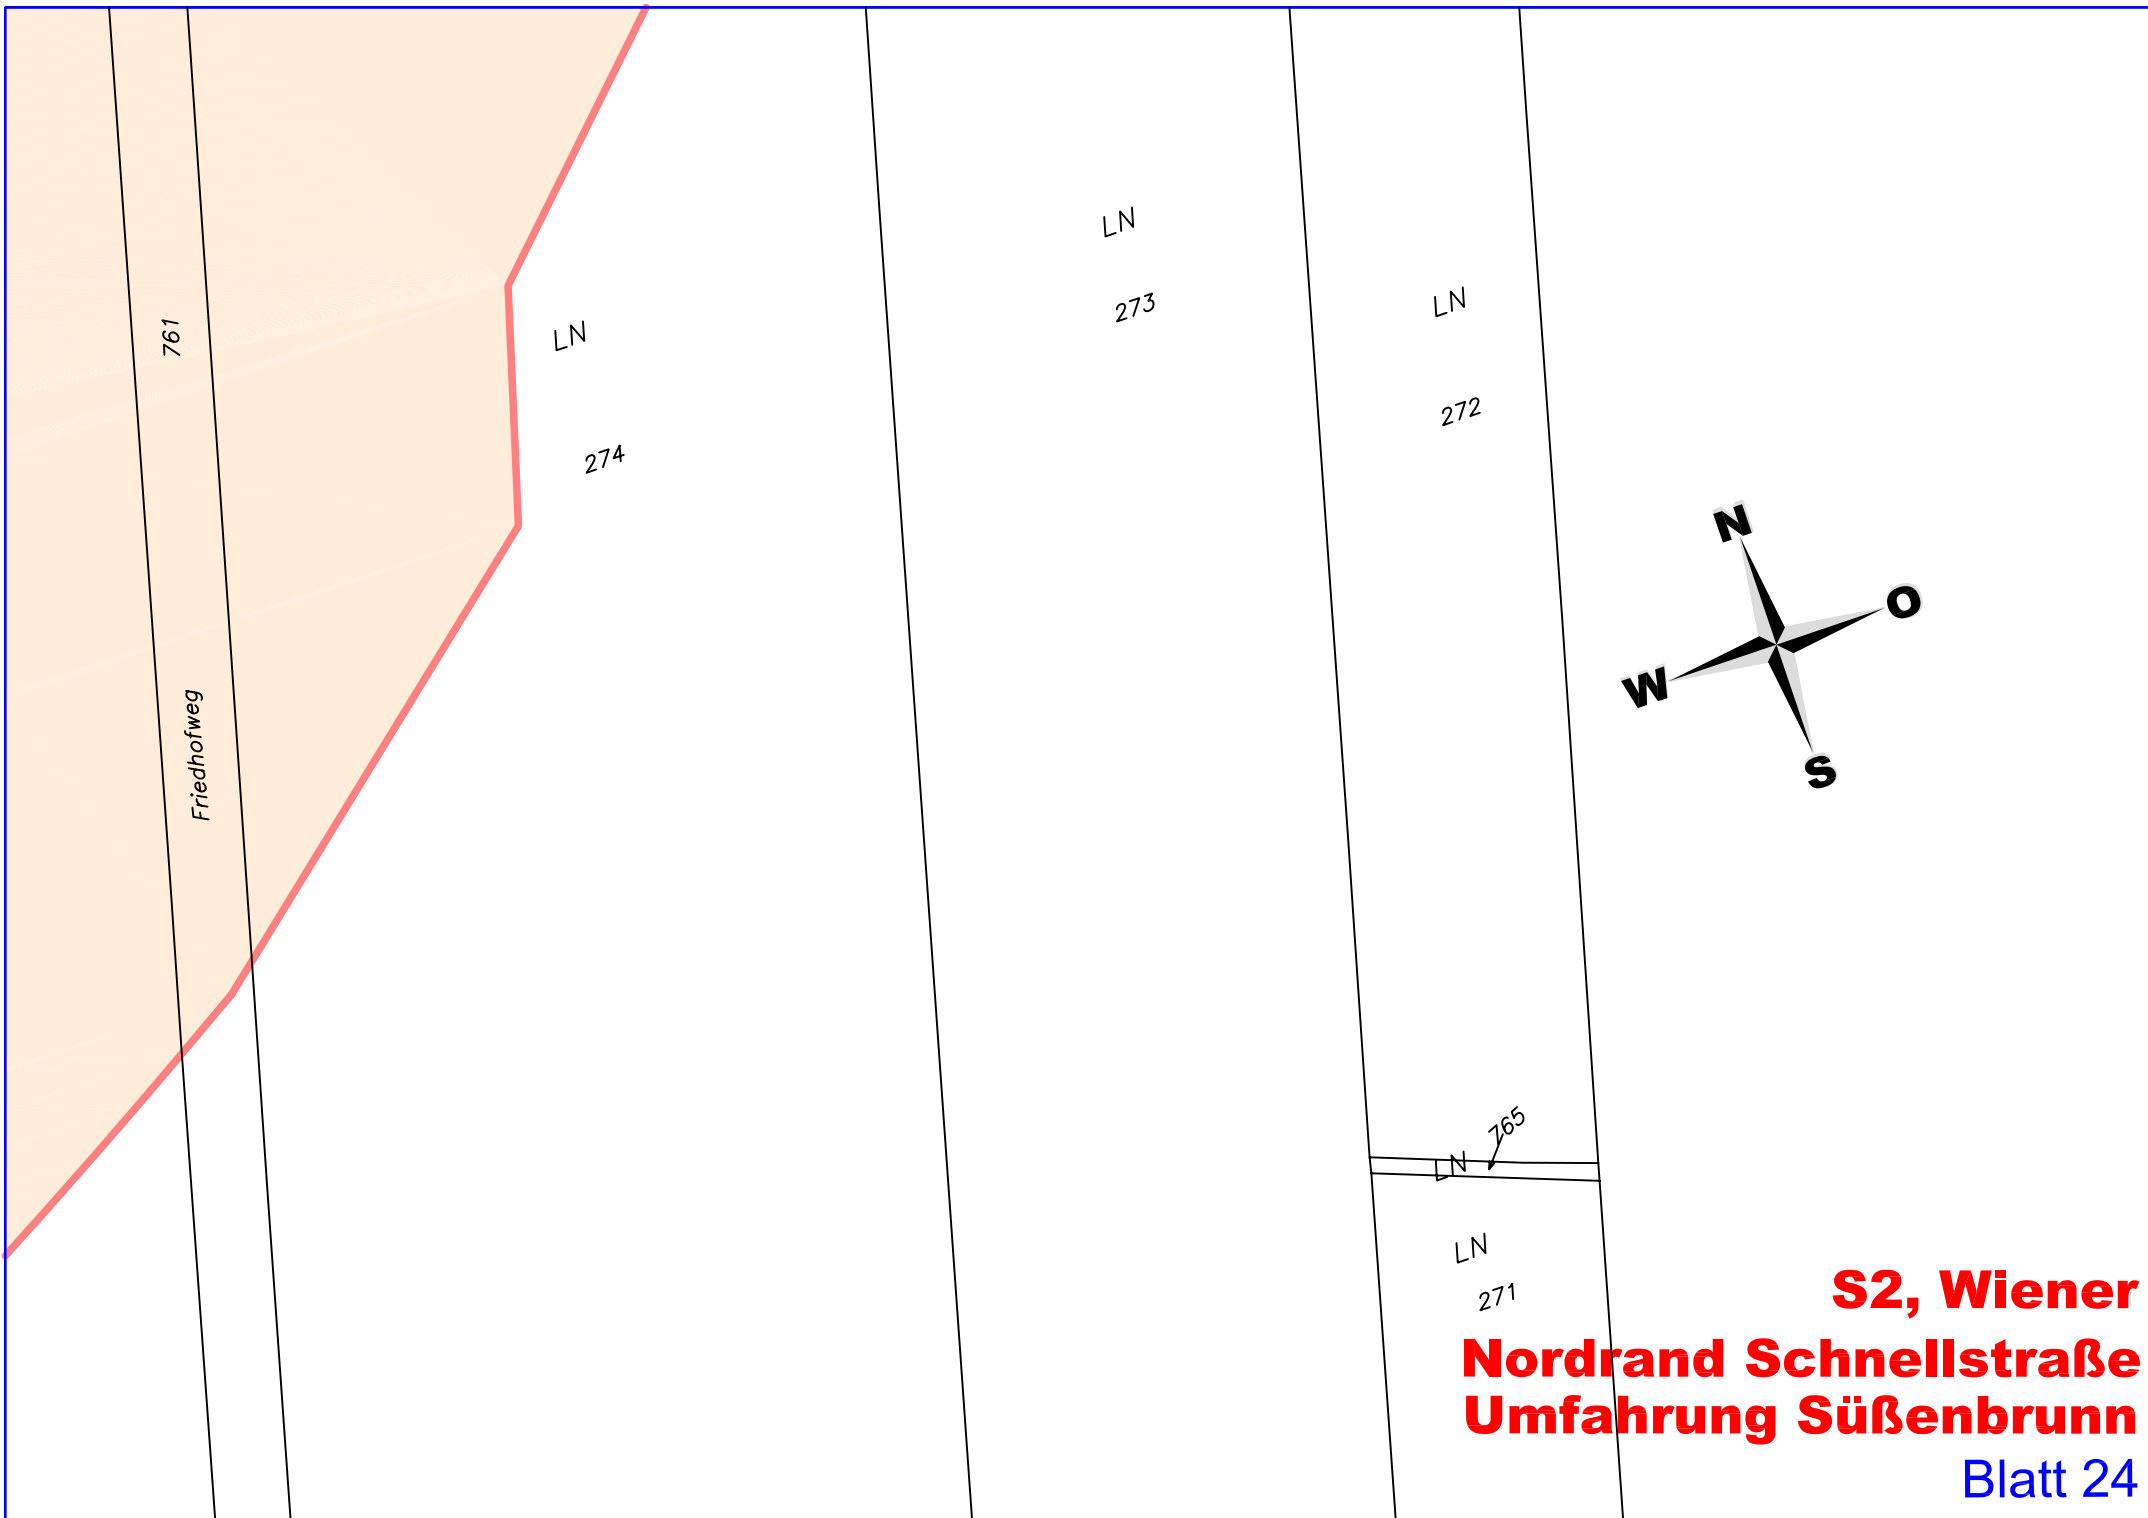 LN
273
LN
761
LN
272
274
N
O
W
Friedhofweg
S
765
LN
LN
271
S2, Wiener
Nordrand Schnellstraße
Umfahrung Süßenbrunn
Blatt 24